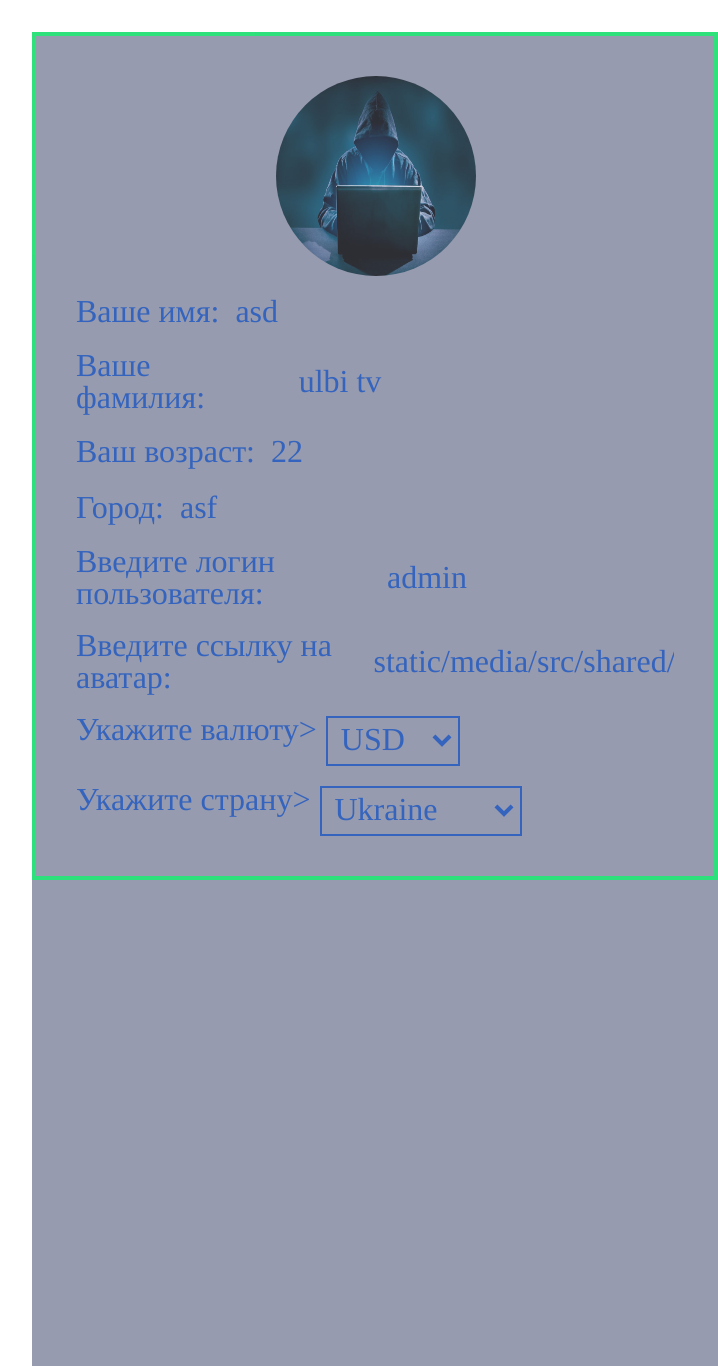 Ваше имя: asd
Ваше
фамилия: ulbi tv
Ваш возраст: 22
Город: asf
Введите логин
пользователя: admin
Введите ссылку на
аватар: static/media/src/shared/
Укажите валюту> USD
Укажите страну> Ukraine